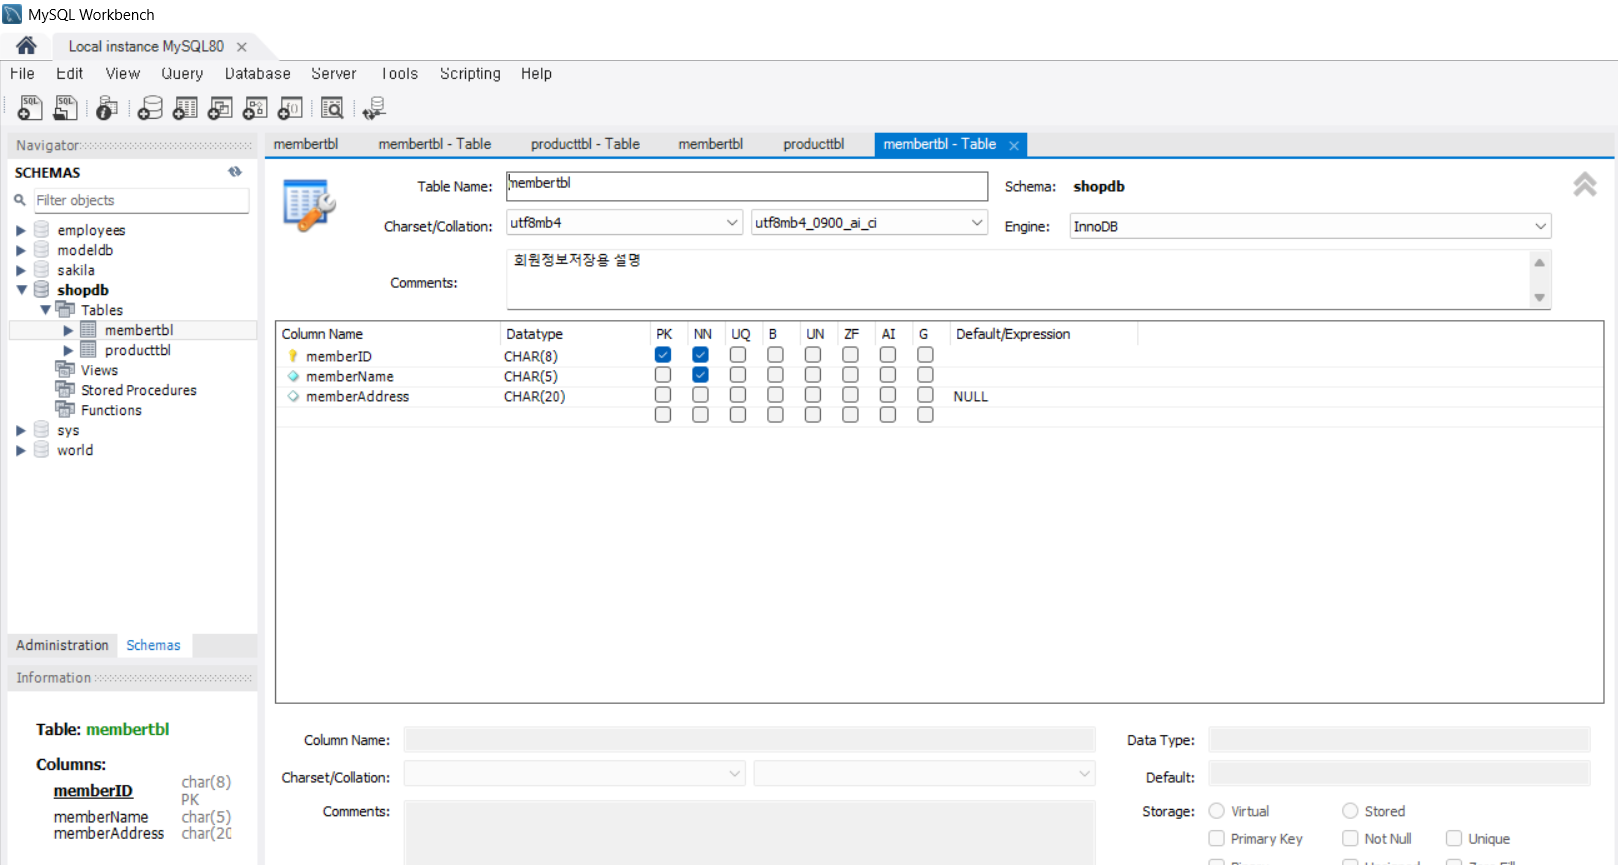 MySQL Workbench
Local instance MySQL80
File Edit View Query Database Server Tools Scripting Help
Navigator
SCHEMAS
Filter objects
employees
modeldb
sakila
shopdb
Tables
membertbl
producttbl
Views
Stored Procedures
Functions
sys
world
Administration Schemas
Information
Table: membertbl
Columns:
memberID char(8)
PK
memberName char(5)
memberAddress char(20
membertbl membertbl - Table producttbl - Table membertbl producttbl membertbl - Table
Table Name: membertbl Schema: shopdb
Charset/Collation: utf8mb4 utf8mb4_0900_ai_ci Engine: InnoDB
Comments: 회원정보저장용 설명
Column Name Datatype PK NN UQ B UN ZF AI G Default/Expression
memberID CHAR(8)
memberName CHAR(5)
memberAddress CHAR(20) NULL
Column Name: Data Type:
Charset/Collation: Default:
Comments: Storage: Virtual Stored
Primary Key Not Null Unique